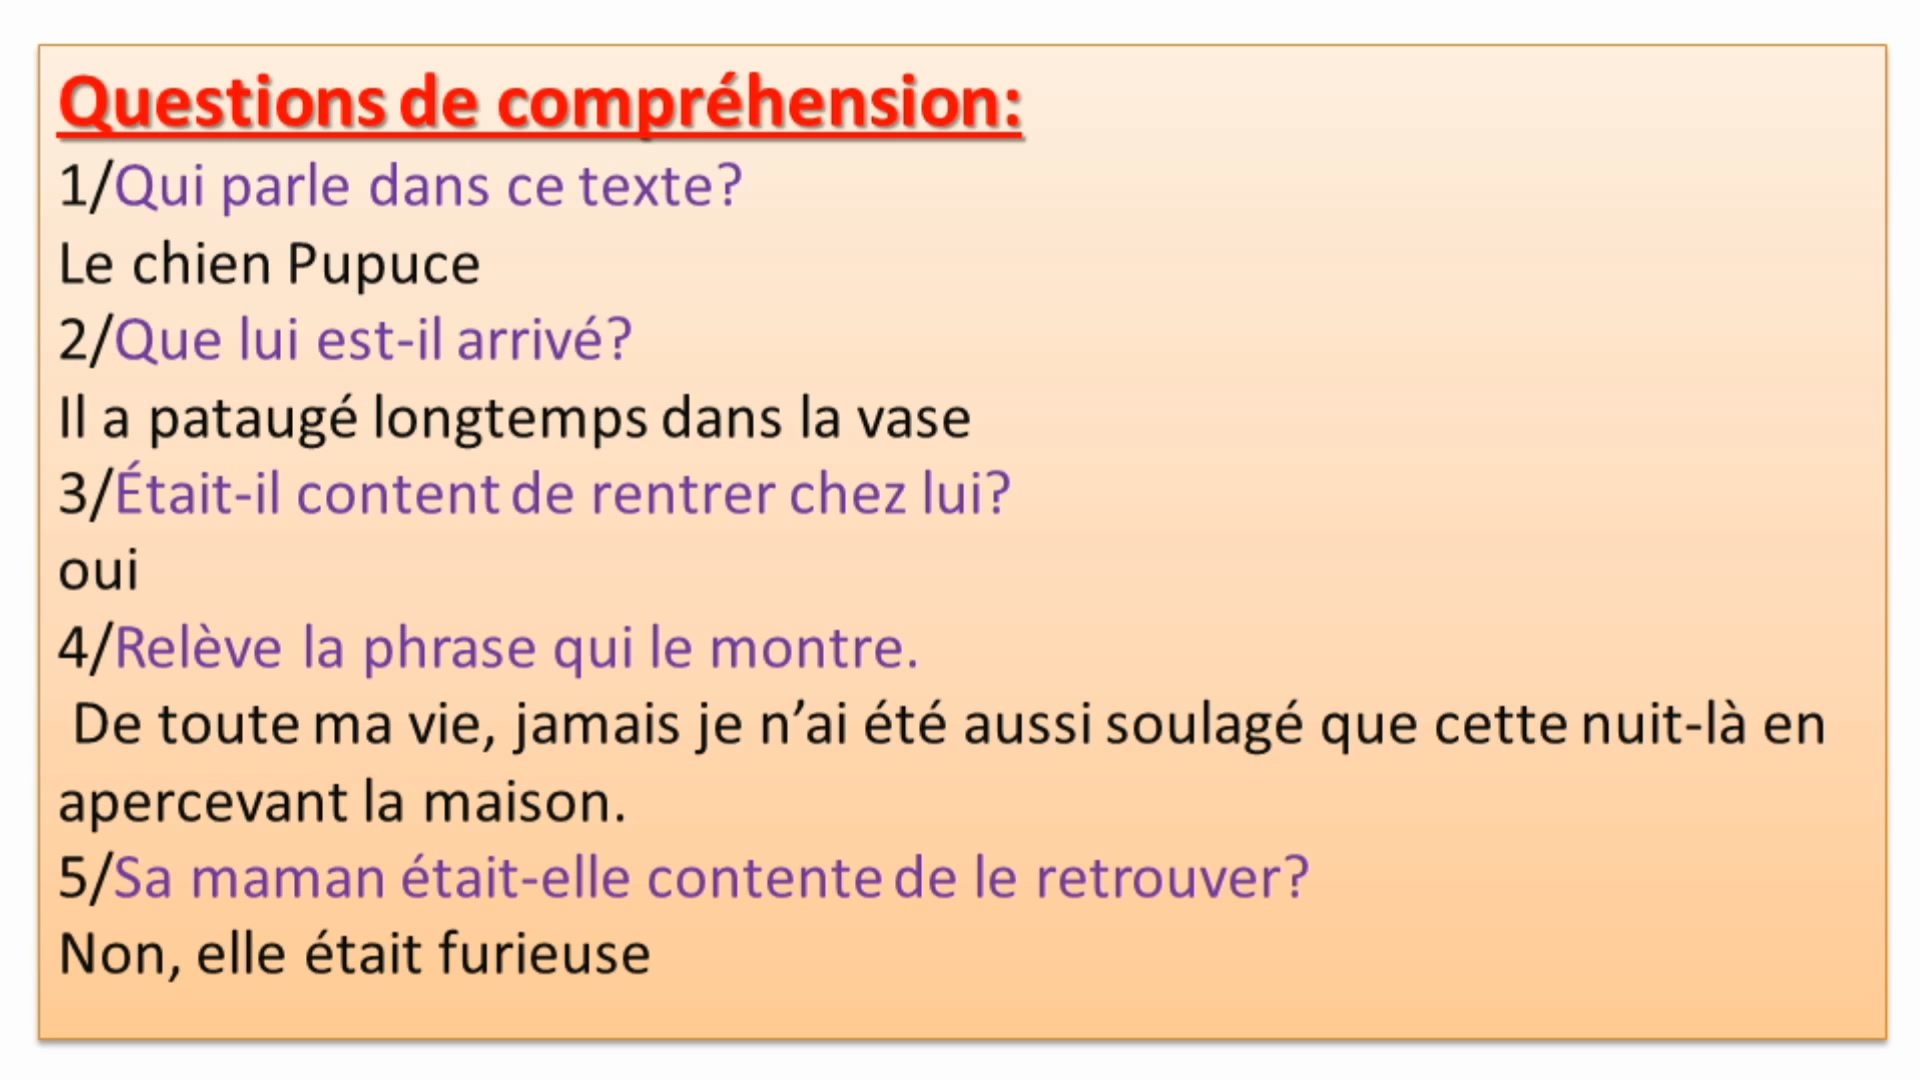 Questions de compréhension:
1/Qui parle dans ce texte?
Le chien Pupuce
2/Que lui est-il arrivé?
Il a pataugé longtemps dans la vase
3/Était-il content de rentrer chez lui?
oui
4/Relève la phrase qui le montre.
De toute ma vie, jamais je n’ai été aussi soulagé que cette nuit-là en
apercevant la maison.
5/Sa maman était-elle contente de le retrouver?
Non, elle était furieuse